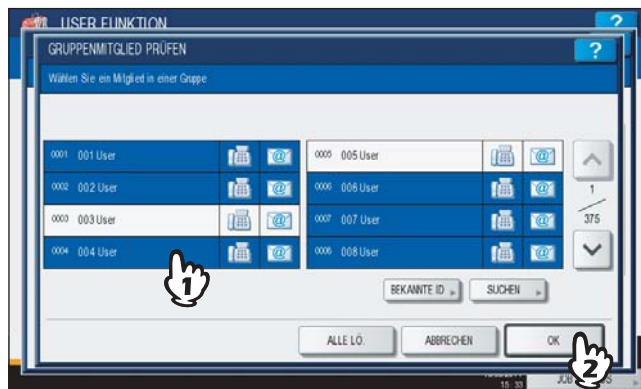 USER FUNKTION
?
GRUPPENMITGLIED PRÜFEN
?
Wählen Sie ein Mitglied in einer Gruppe
0001 001 User
0002 002 User
0003 003 User
0004 004 User
0005 005 User
0006 006 User
0007 007 User
0008 008 User
1
375
BEKANNTE ID
SUCHEN
ALLE LÖ.
ABBRECHEN
OK
1
2
15:33